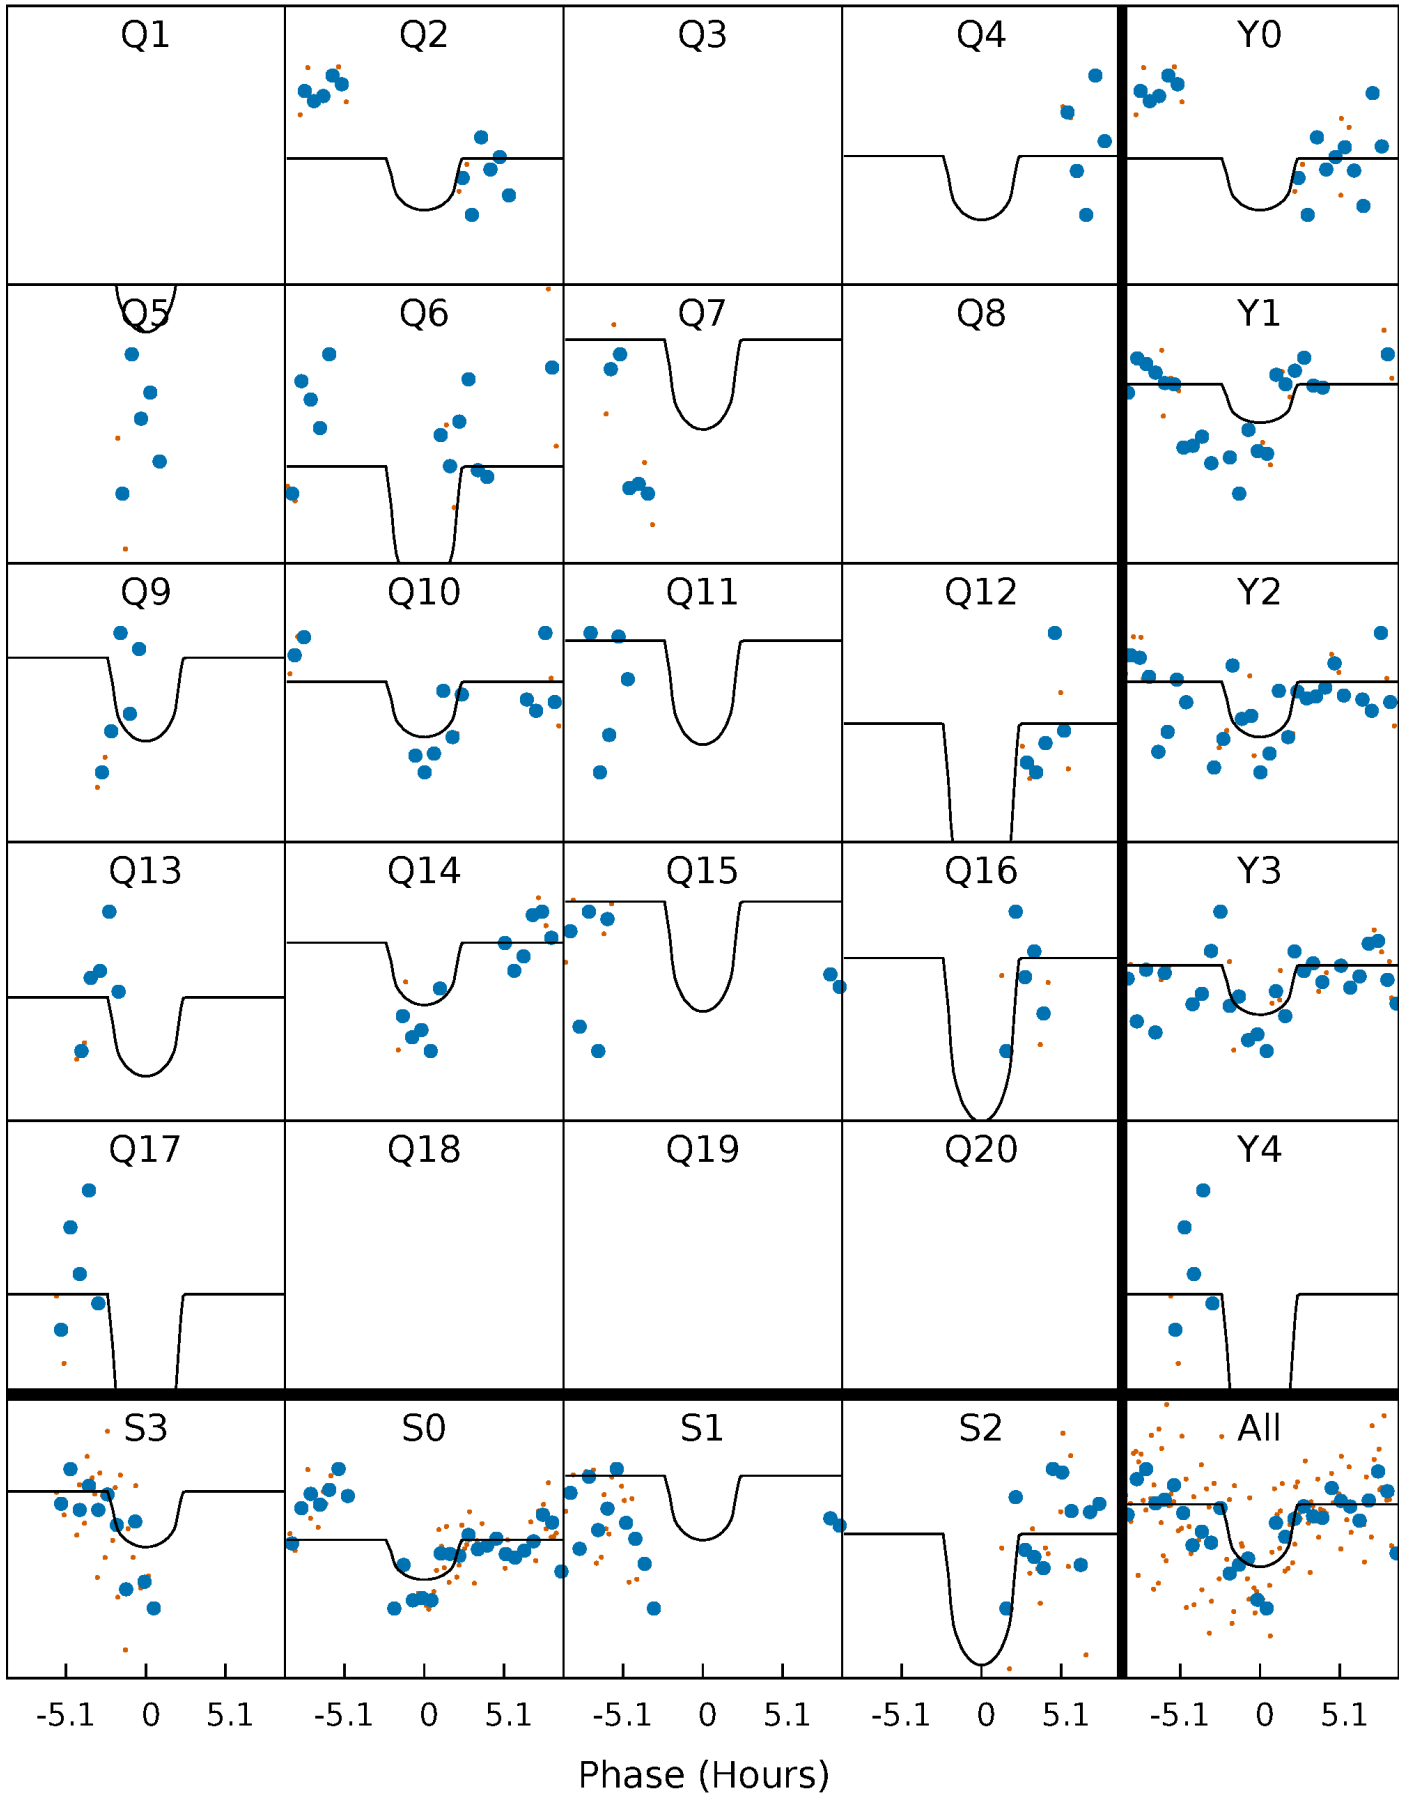 Q1 Q2 Q3 Q4 Y0
Q5 Q6 Q7 Q8 Y1
Q9 Q10 Q11 Q12 Y2
Q13 Q14 Q15 Q16 Y3
Q17 Q18 Q19 Q20 Y4
S3 S0 S1 S2 All
-5.1 0 5.1 -5.1 0 5.1 -5.1 0 5.1 -5.1 0 5.1 -5.1 0 5.1
Phase (Hours)